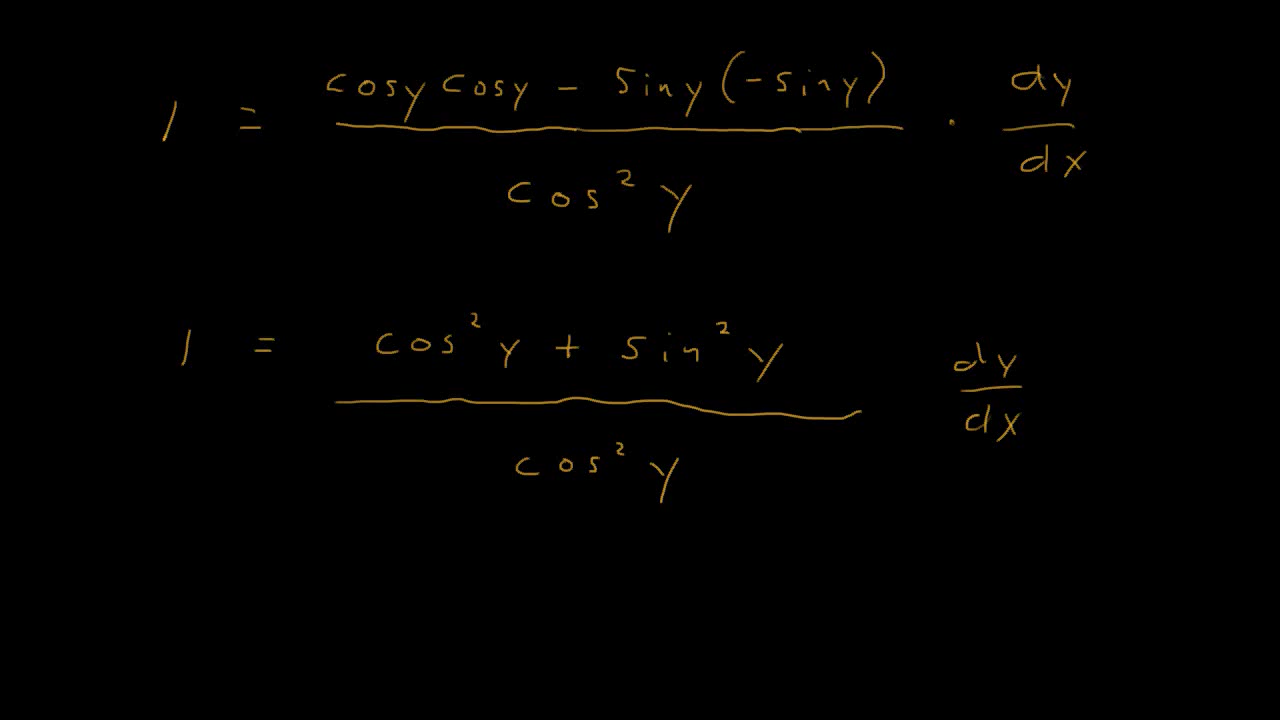 1 = (cosy cosy - siny(-siny)) / (cos²y) · dy/dx
1 = (cos²y + sin²y) / (cos²y) dy/dx